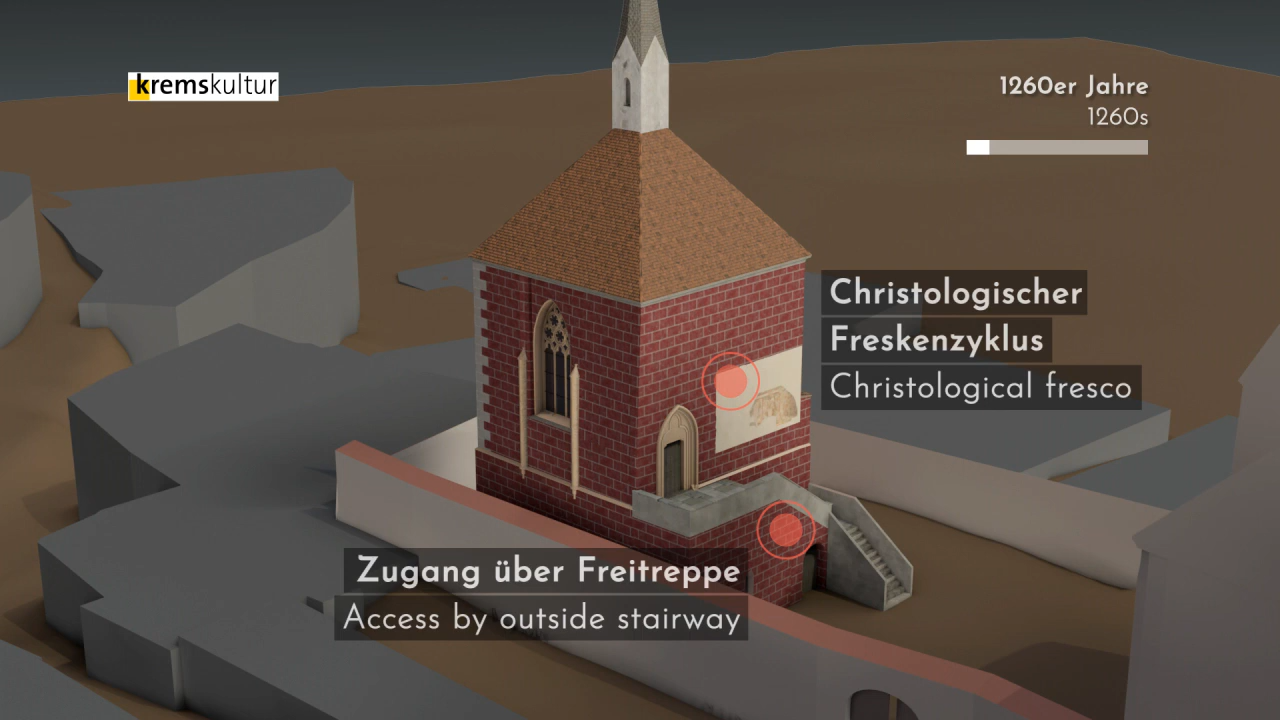 kremskultur
1260er Jahre
1260s
Christologischer
Freskenzyklus
Christological fresco
Zugang über Freitreppe
Access by outside stairway